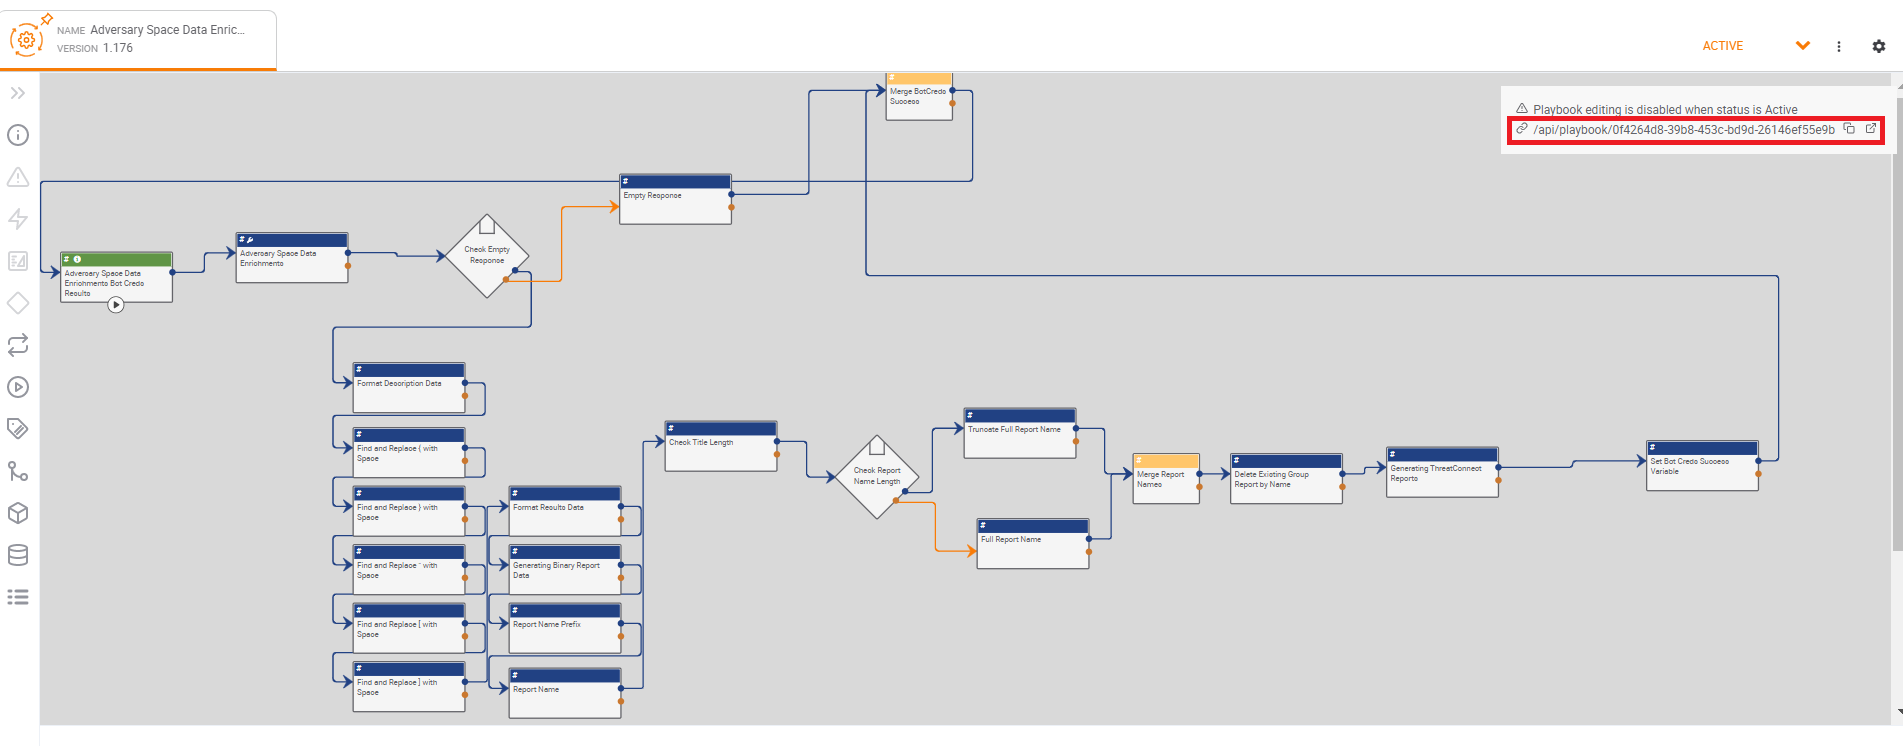 NAME Adversary Space Data Enric...
VERSION 1.176
ACTIVE
Playbook editing is disabled when status is Active
/api/playbook/0f4264d8-39b8-453c-bd9d-26146ef55e9b
#
Merge BotCredo
Success
#
Empty Response
#
Adversary Space Data
Enrichments
Check Empty
Response
#
Adversary Space Data
Enrichments Bot Credo
Results
#
Format Description Data
#
Find and Replace { with
Space
#
Find and Replace } with
Space
#
Find and Replace " with
Space
#
Find and Replace [ with
Space
#
Find and Replace ] with
Space
#
Format Results Data
#
Generating Binary Report
Data
#
Report Name Prefix
#
Report Name
#
Check Title Length
Check Report
Name Length
#
Truncate Full Report Name
#
Full Report Name
#
Merge Report
Names
#
Delete Existing Group
Report by Name
#
Generating ThreatConnect
Reports
#
Set Bot Credo Success
Variable